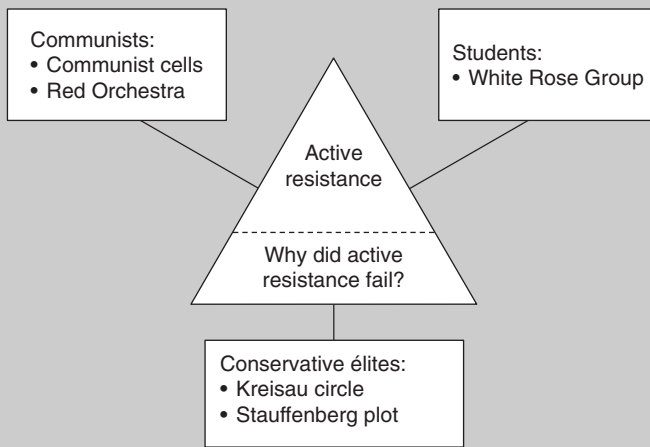 Communists:
• Communist cells
• Red Orchestra
Students:
• White Rose Group
Active
resistance
Why did active
resistance fail?
Conservative élites:
• Kreisau circle
• Stauffenberg plot